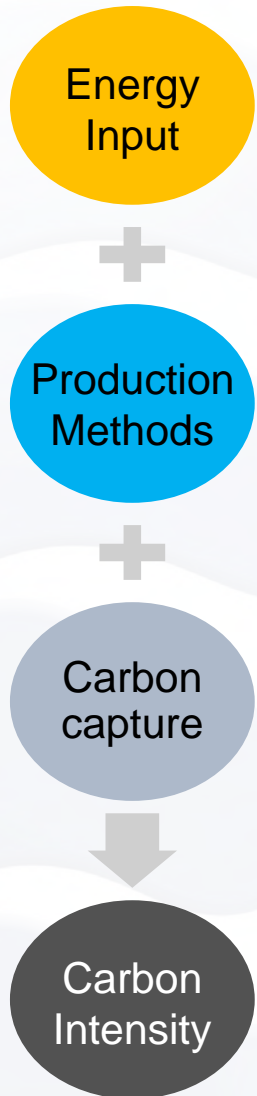 Energy
Input
Production
Methods
Carbon
capture
Carbon
Intensity